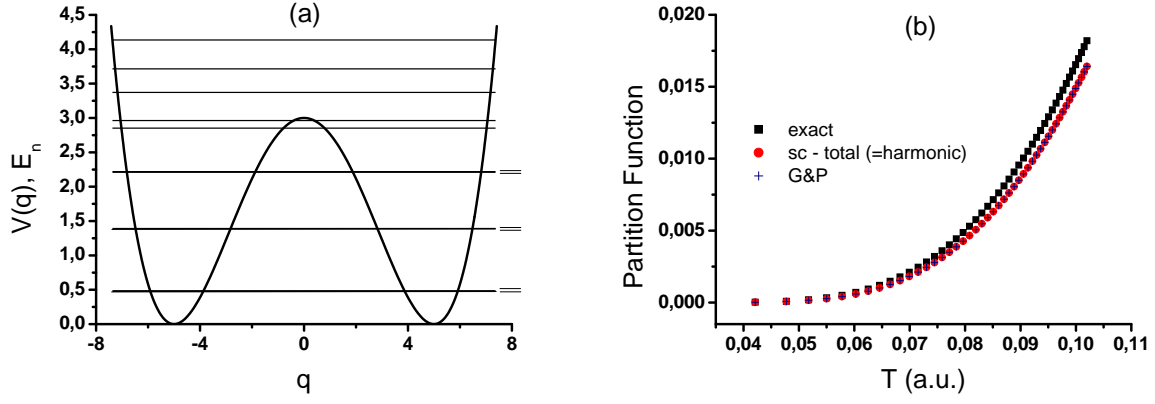 (a)
4,5
4,0
3,5
3,0
2,5
2,0
1,5
1,0
0,5
0,0
V(q), E_n
-8 -4 0 4 8
q
(b)
0,020
0,015
0,010
0,005
0,000
Partition Function
exact
sc - total (=harmonic)
G&P
0,04 0,05 0,06 0,07 0,08 0,09 0,10 0,11
T (a.u.)